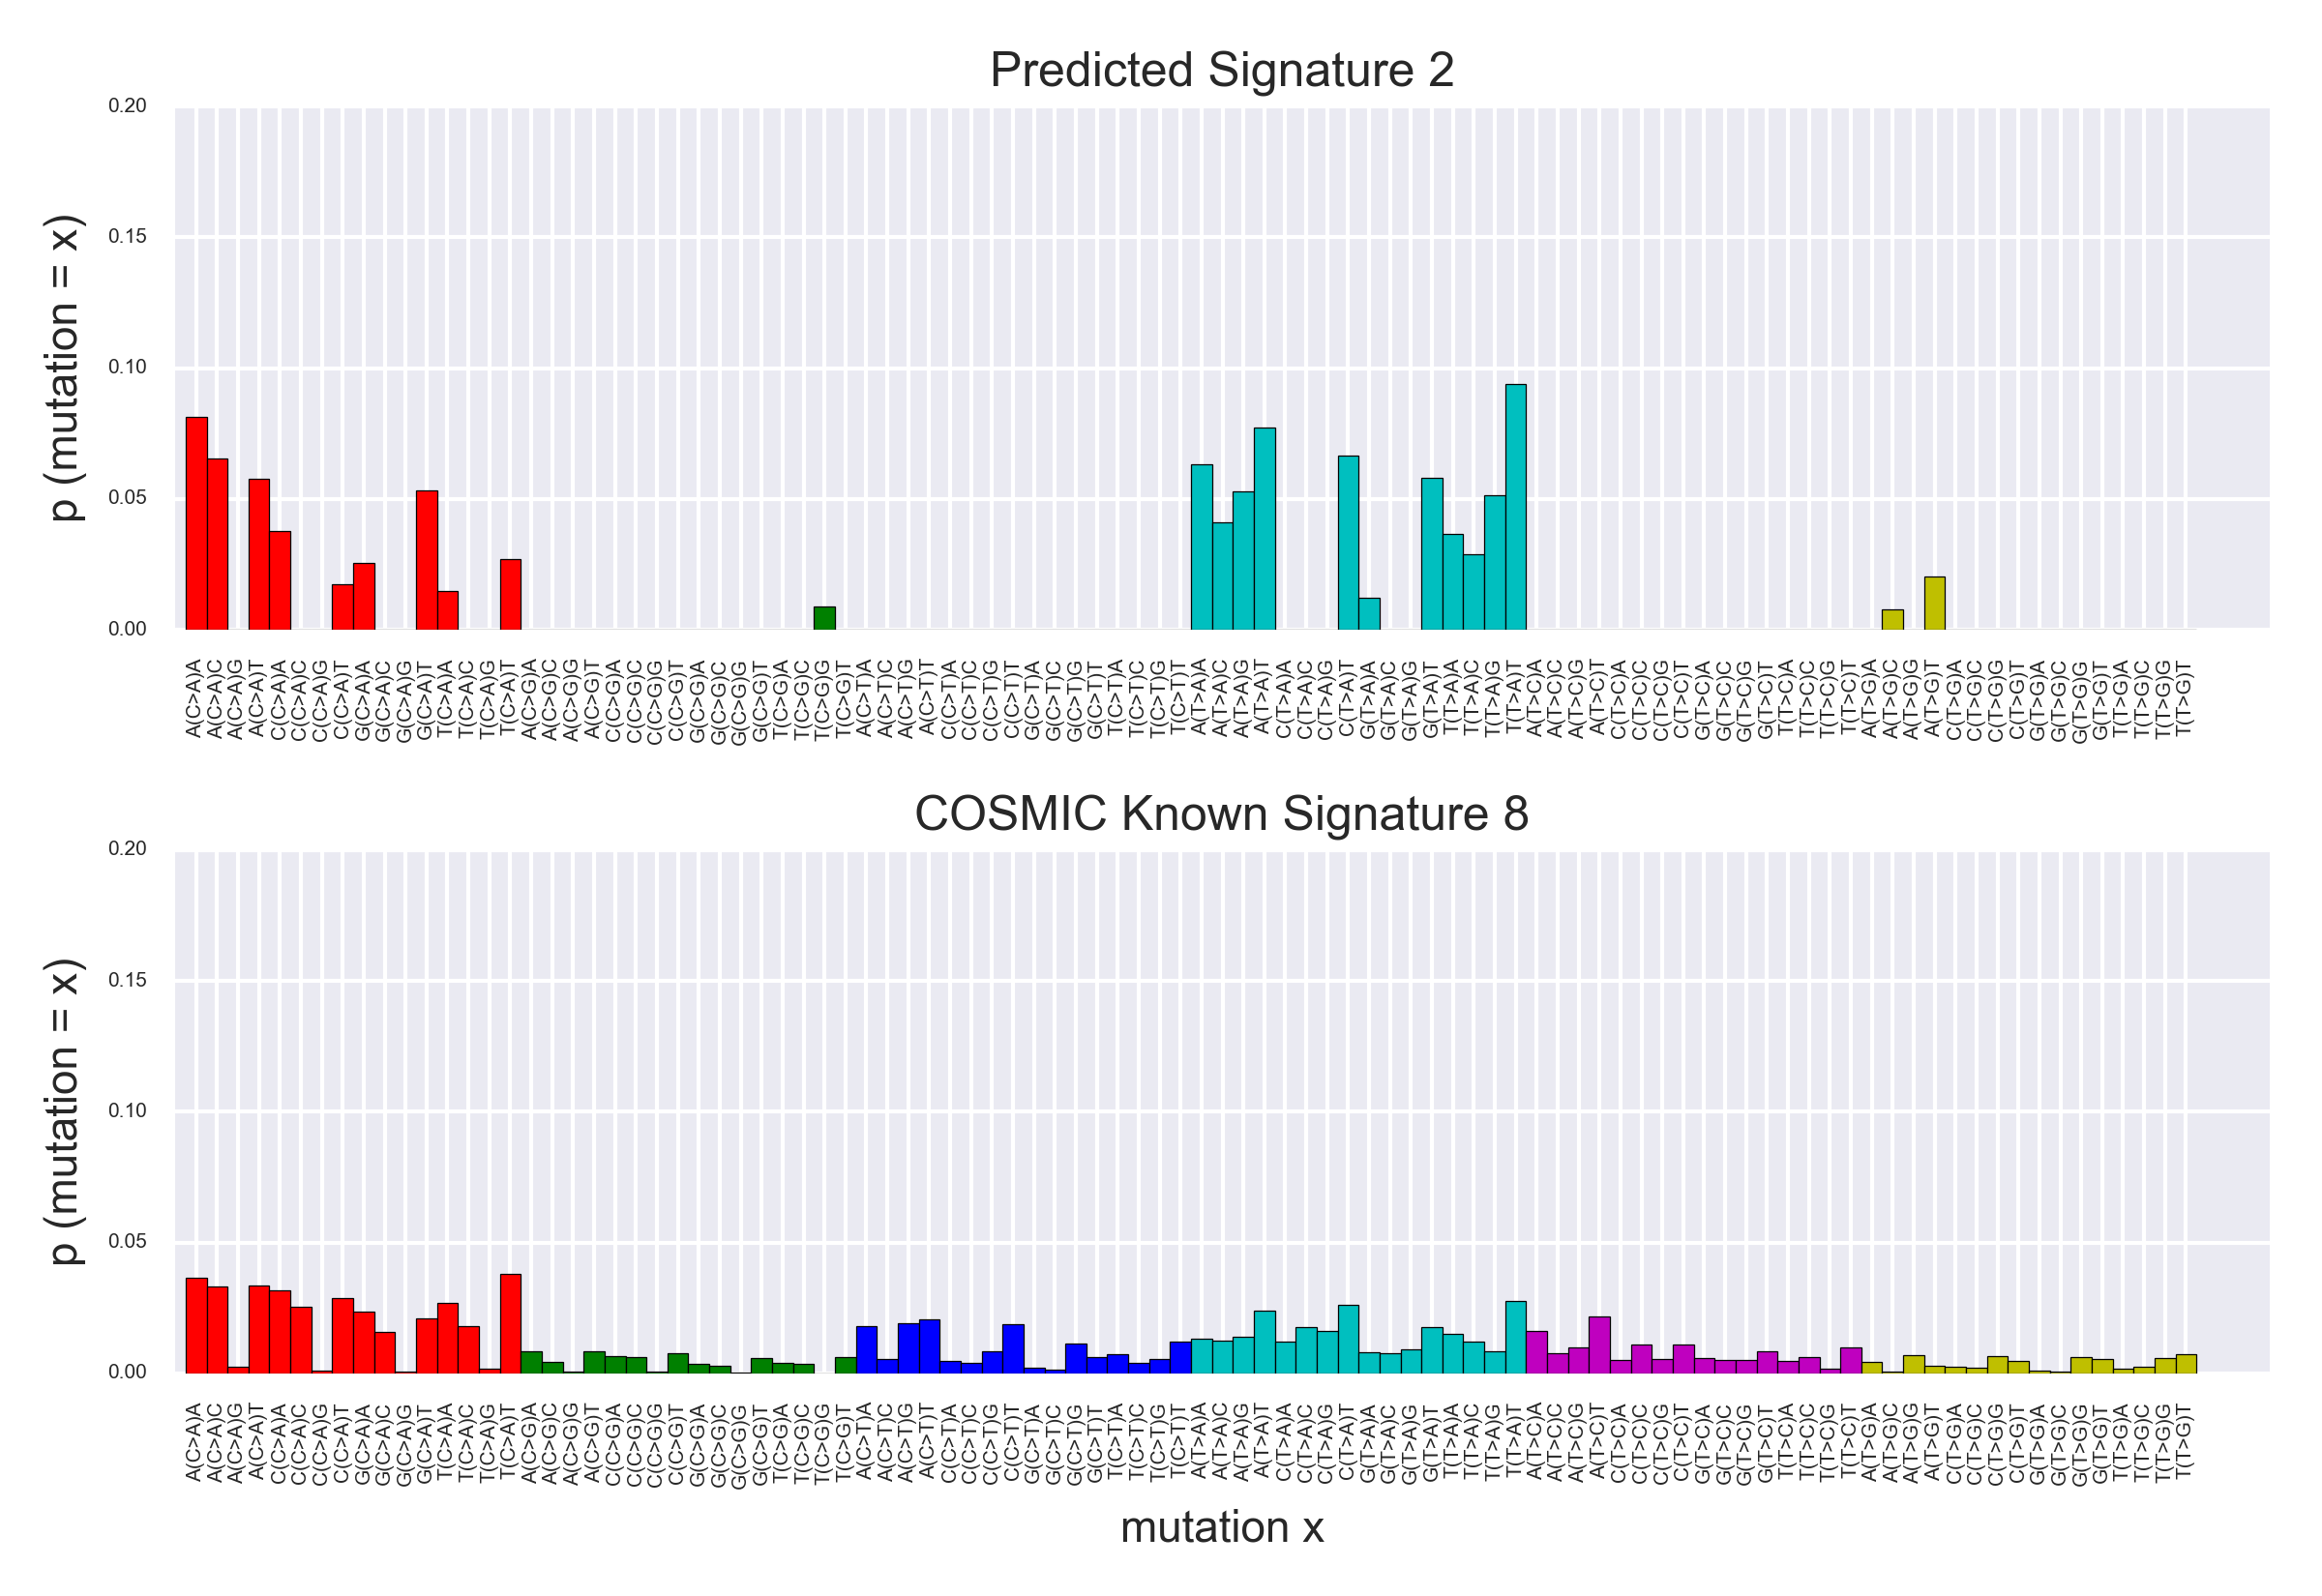 Predicted Signature 2
0.20
0.15
0.10
0.05
0.00
p (mutation = x)
A(C>A)A A(C>A)C A(C>A)G A(C>A)T C(C>A)A C(C>A)C C(C>A)G C(C>A)T G(C>A)A G(C>A)C G(C>A)G G(C>A)T T(C>A)A T(C>A)C T(C>A)G T(C>A)T A(C>G)A A(C>G)C A(C>G)G A(C>G)T C(C>G)A C(C>G)C C(C>G)G C(C>G)T G(C>G)A G(C>G)C G(C>G)G G(C>G)T T(C>G)A T(C>G)C T(C>G)G T(C>G)T A(C>T)A A(C>T)C A(C>T)G A(C>T)T C(C>T)A C(C>T)C C(C>T)G C(C>T)T G(C>T)A G(C>T)C G(C>T)G G(C>T)T T(C>T)A T(C>T)C T(C>T)G T(C>T)T A(T>A)A A(T>A)C A(T>A)G A(T>A)T C(T>A)A C(T>A)C C(T>A)G C(T>A)T G(T>A)A G(T>A)C G(T>A)G G(T>A)T T(T>A)A T(T>A)C T(T>A)G T(T>A)T A(T>C)A A(T>C)C A(T>C)G A(T>C)T C(T>C)A C(T>C)C C(T>C)G C(T>C)T G(T>C)A G(T>C)C G(T>C)G G(T>C)T T(T>C)A T(T>C)C T(T>C)G T(T>C)T A(T>G)A A(T>G)C A(T>G)G A(T>G)T C(T>G)A C(T>G)C C(T>G)G C(T>G)T G(T>G)A G(T>G)C G(T>G)G G(T>G)T T(T>G)A T(T>G)C T(T>G)G T(T>G)T
COSMIC Known Signature 8
0.20
0.15
0.10
0.05
0.00
p (mutation = x)
A(C>A)A A(C>A)C A(C>A)G A(C>A)T C(C>A)A C(C>A)C C(C>A)G C(C>A)T G(C>A)A G(C>A)C G(C>A)G G(C>A)T T(C>A)A T(C>A)C T(C>A)G T(C>A)T A(C>G)A A(C>G)C A(C>G)G A(C>G)T C(C>G)A C(C>G)C C(C>G)G C(C>G)T G(C>G)A G(C>G)C G(C>G)G G(C>G)T T(C>G)A T(C>G)C T(C>G)G T(C>G)T A(C>T)A A(C>T)C A(C>T)G A(C>T)T C(C>T)A C(C>T)C C(C>T)G C(C>T)T G(C>T)A G(C>T)C G(C>T)G G(C>T)T T(C>T)A T(C>T)C T(C>T)G T(C>T)T A(T>A)A A(T>A)C A(T>A)G A(T>A)T C(T>A)A C(T>A)C C(T>A)G C(T>A)T G(T>A)A G(T>A)C G(T>A)G G(T>A)T T(T>A)A T(T>A)C T(T>A)G T(T>A)T A(T>C)A A(T>C)C A(T>C)G A(T>C)T C(T>C)A C(T>C)C C(T>C)G C(T>C)T G(T>C)A G(T>C)C G(T>C)G G(T>C)T T(T>C)A T(T>C)C T(T>C)G T(T>C)T A(T>G)A A(T>G)C A(T>G)G A(T>G)T C(T>G)A C(T>G)C C(T>G)G C(T>G)T G(T>G)A G(T>G)C G(T>G)G G(T>G)T T(T>G)A T(T>G)C T(T>G)G T(T>G)T
mutation x